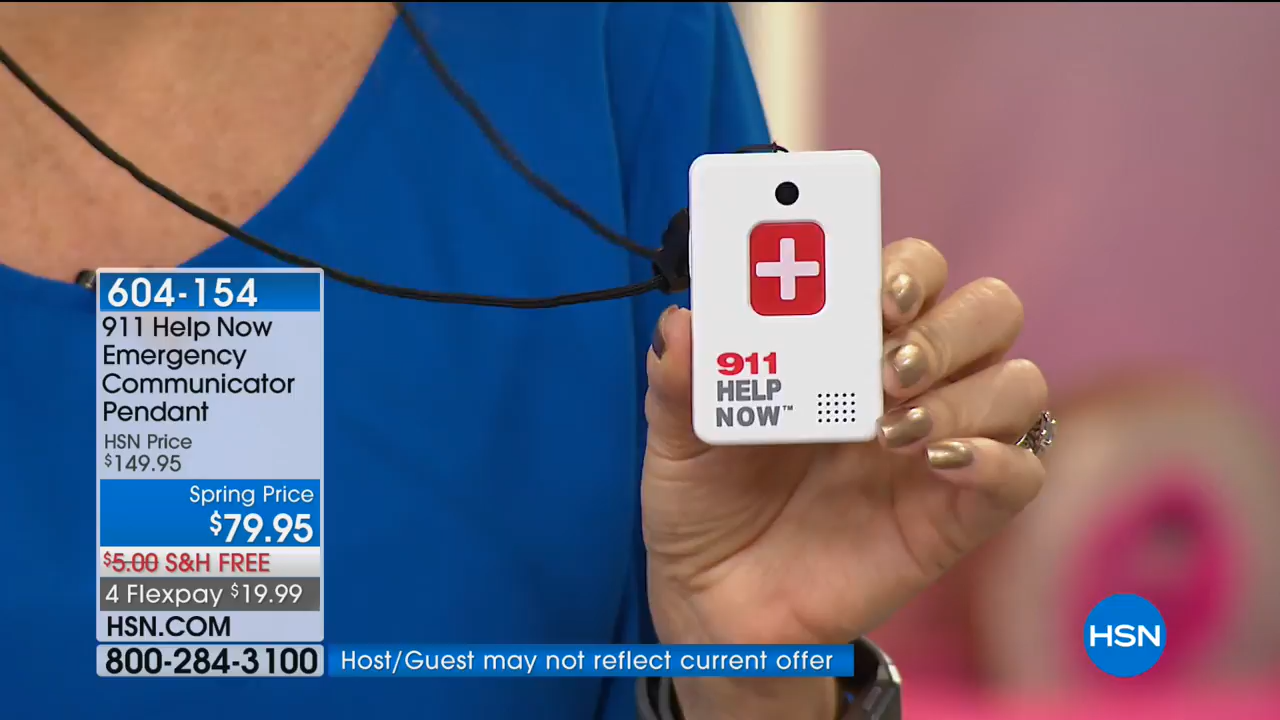 604-154
911 Help Now
Emergency
Communicator
Pendant
HSN Price
$149.95
Spring Price
$79.95
$5.00 S&H FREE
4 Flexpay $19.99
HSN.COM
800-284-3100
Host/Guest may not reflect current offer
911
HELP
NOW™
HSN